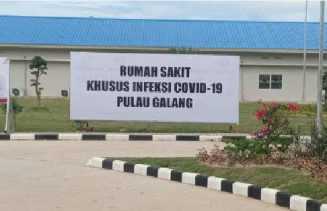 RUMAH SAKIT
KHUSUS INFEKSI COVID-19
PULAU GALANG